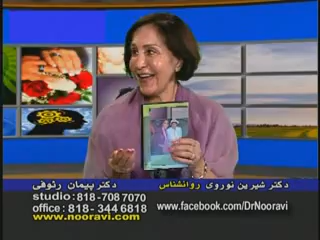 دکتر شیرین نوروی روانشناس
دکتر پیمان رئوفی
studio: 818-708 7070
office: 818- 344 6818
www.nooravi.com
www.facebook.com/DrNooravi